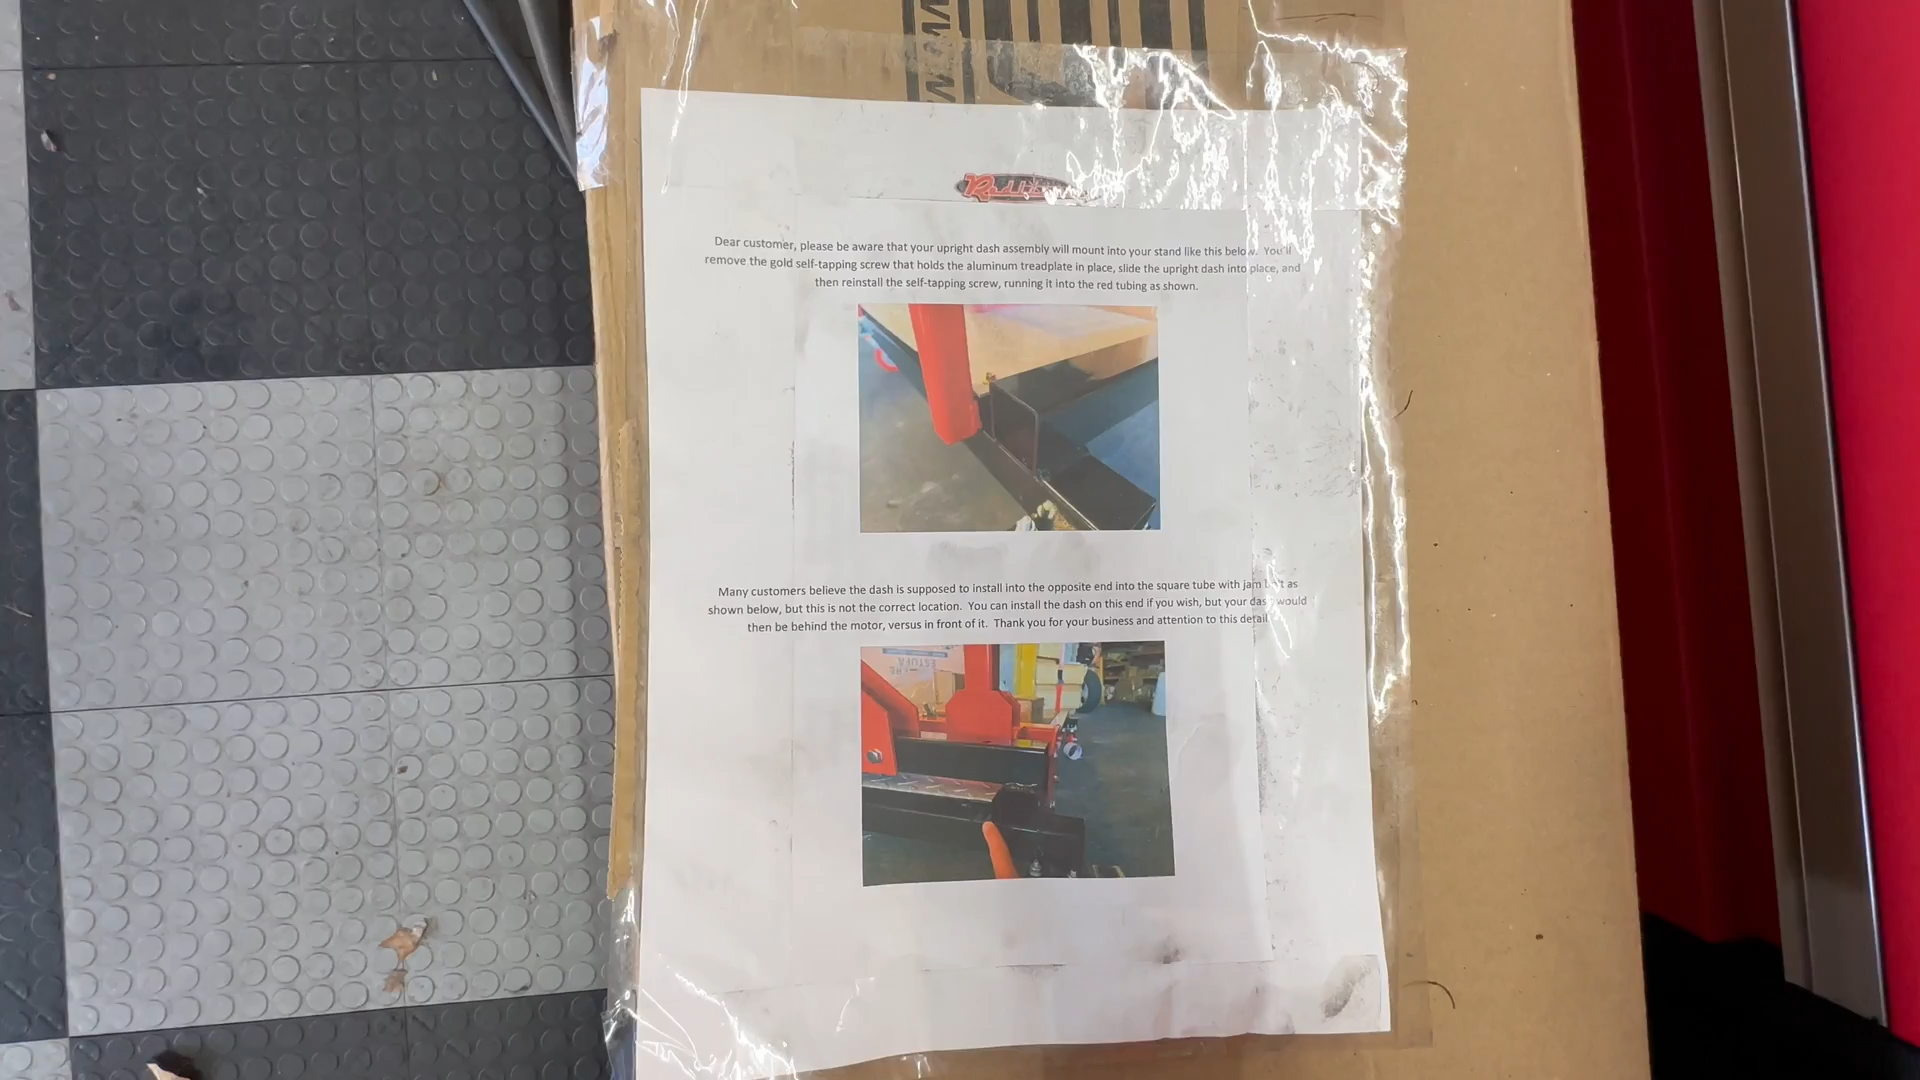 Dear customer, please be aware that your upright dash assembly will mount into your stand like this below. You'll
remove the gold self-tapping screw that holds the aluminum treadplate in place, slide the upright dash into place, and
then reinstall the self-tapping screw, running it into the red tubing as shown.
Many customers believe the dash is supposed to install into the opposite end into the square tube with jam as
shown below, but this is not the correct location. You can install the dash on this end if you wish, but your dash would
then be behind the motor, versus in front of it. Thank you for your business and attention to this detail